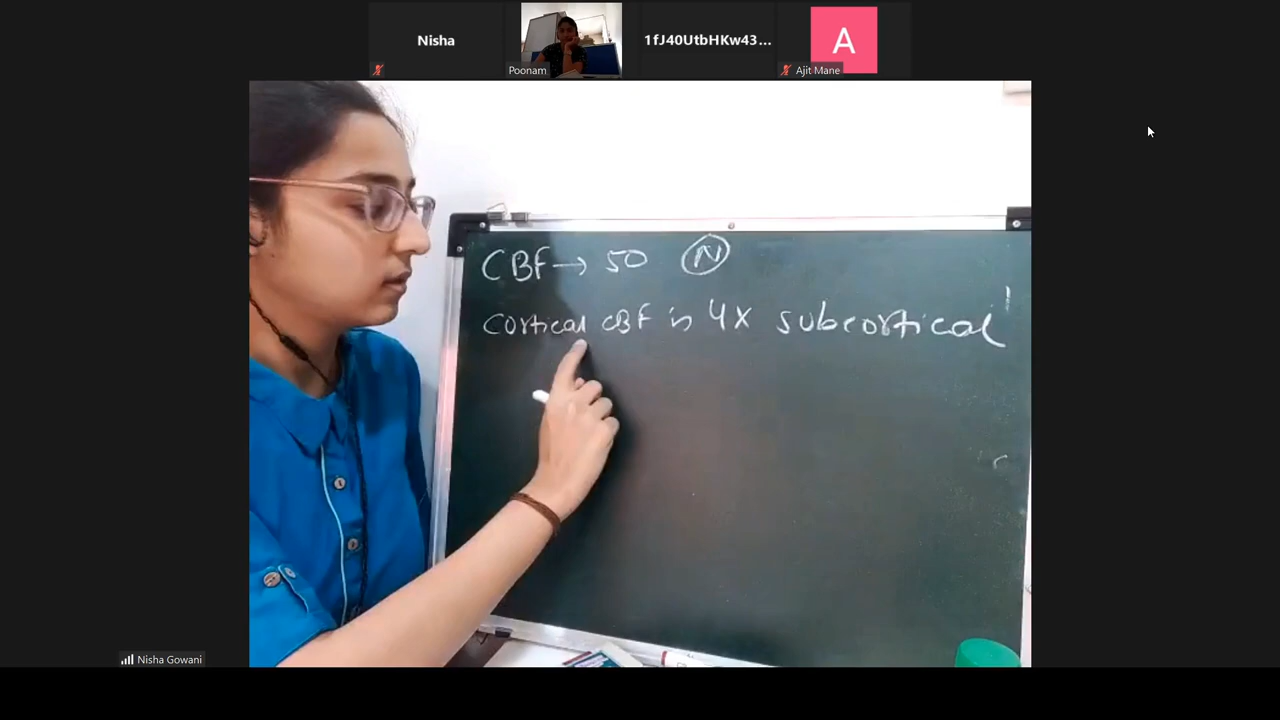 Nisha
Poonam
1fJ40UtbHKw43...
A
Ajit Mane
CBF → 50 N
Cortical CBF is 4X subcortical
Nisha Gowani